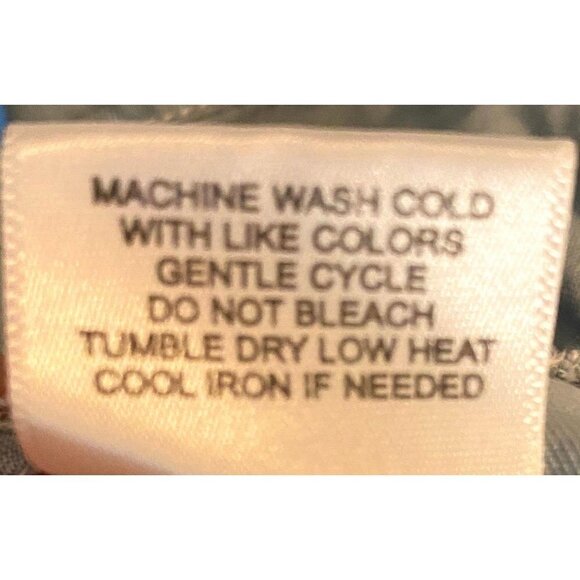 MACHINE WASH COLD
WITH LIKE COLORS
GENTLE CYCLE
DO NOT BLEACH
TUMBLE DRY LOW HEAT
COOL IRON IF NEEDED